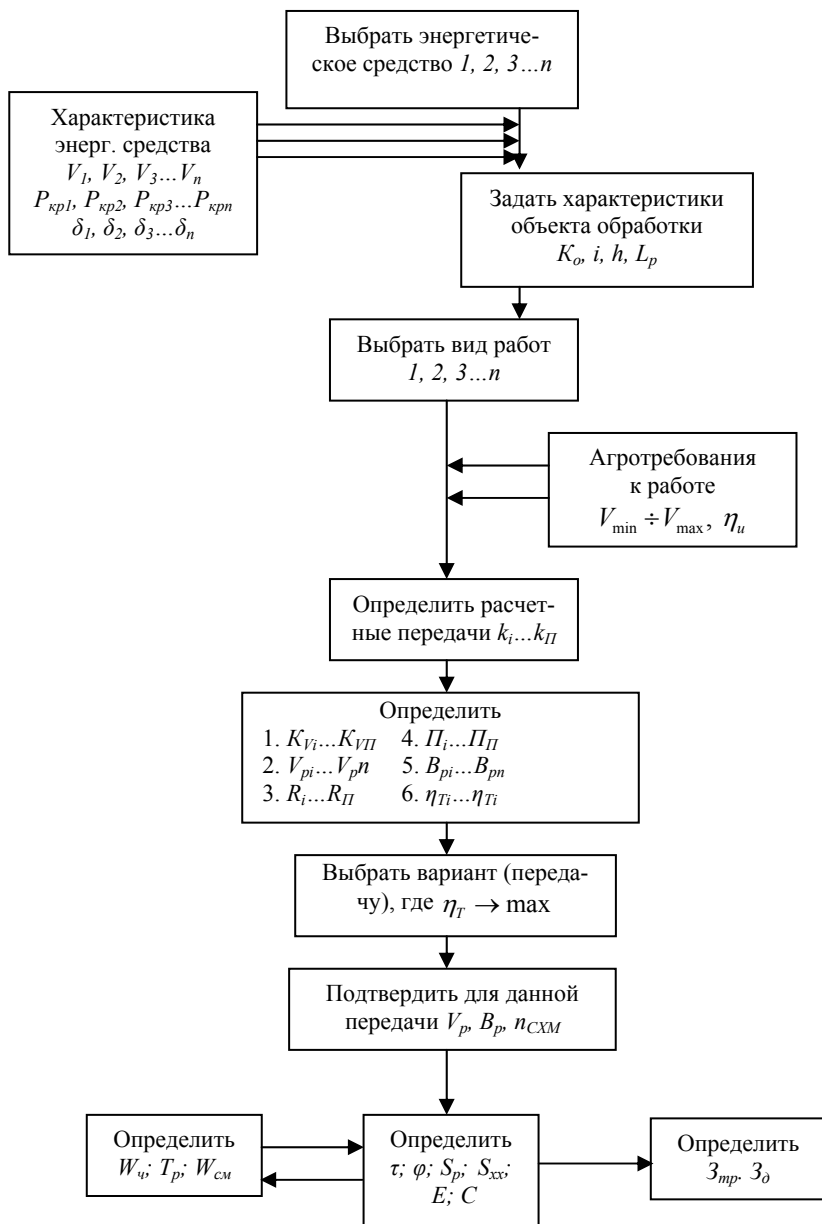 Выбрать энергетиче-
ское средство 1, 2, 3...n
Характеристика
энерг. средства
V₁, V₂, V₃...Vₙ
Pкр1, Pкр2, Pкр3...Pкрn
δ₁, δ₂, δ₃...δₙ
Задать характеристики
объекта обработки
Kₒ, i, h, Lₚ
Выбрать вид работ
1, 2, 3...n
Агротребования
к работе
Vmin ÷ Vmax, ηи
Определить расчет-
ные передачи kᵢ...kП
Определить
1. KVi...KVП 4. Пᵢ...ПП
2. Vpi...Vpn 5. Bpi...Bpn
3. Rᵢ...RП 6. ηTi...ηTi
Выбрать вариант (переда-
чу), где ηT → max
Подтвердить для данной
передачи Vp, Bp, nСХМ
Определить
Wч; Tp; Wсм
Определить
τ; φ; Sp; Sхх;
E; C
Определить
Зтр. Зд